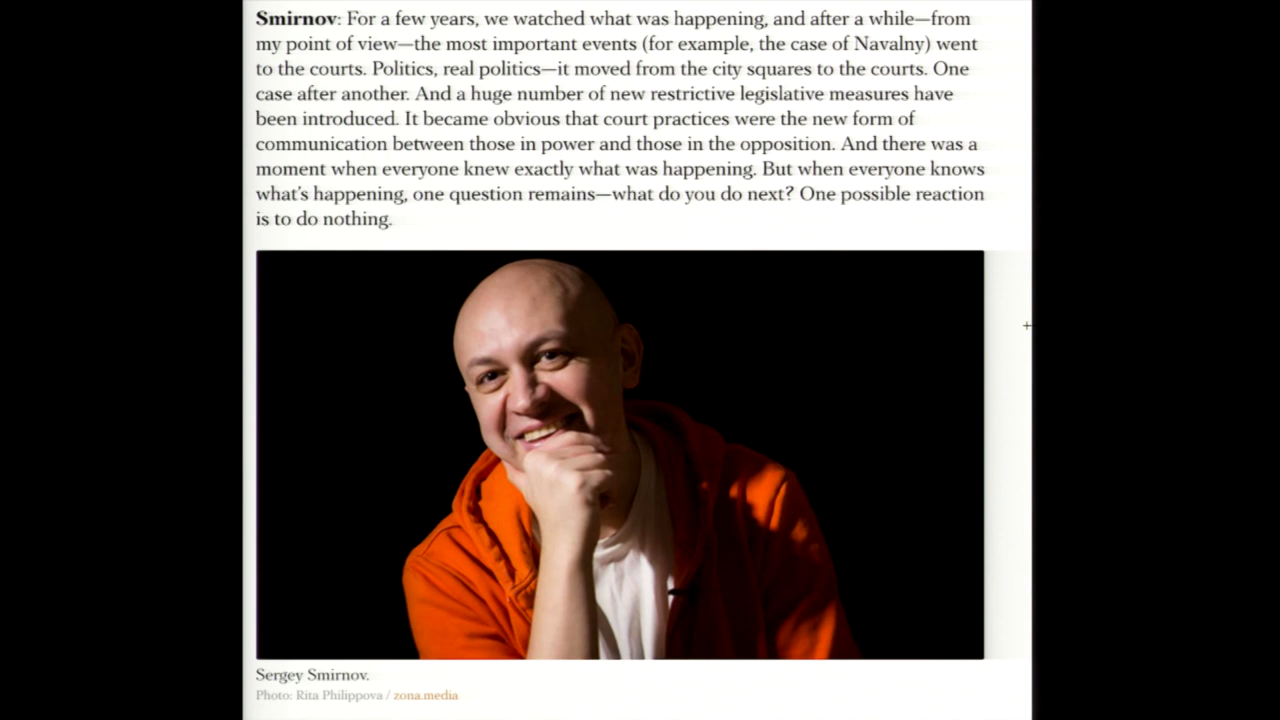 Smirnov: For a few years, we watched what was happening, and after a while—from
my point of view—the most important events (for example, the case of Navalny) went
to the courts. Politics, real politics—it moved from the city squares to the courts. One
case after another. And a huge number of new restrictive legislative measures have
been introduced. It became obvious that court practices were the new form of
communication between those in power and those in the opposition. And there was a
moment when everyone knew exactly what was happening. But when everyone knows
what's happening, one question remains—what do you do next? One possible reaction
is to do nothing.
Sergey Smirnov.
Photo: Rita Philippova / zona.media